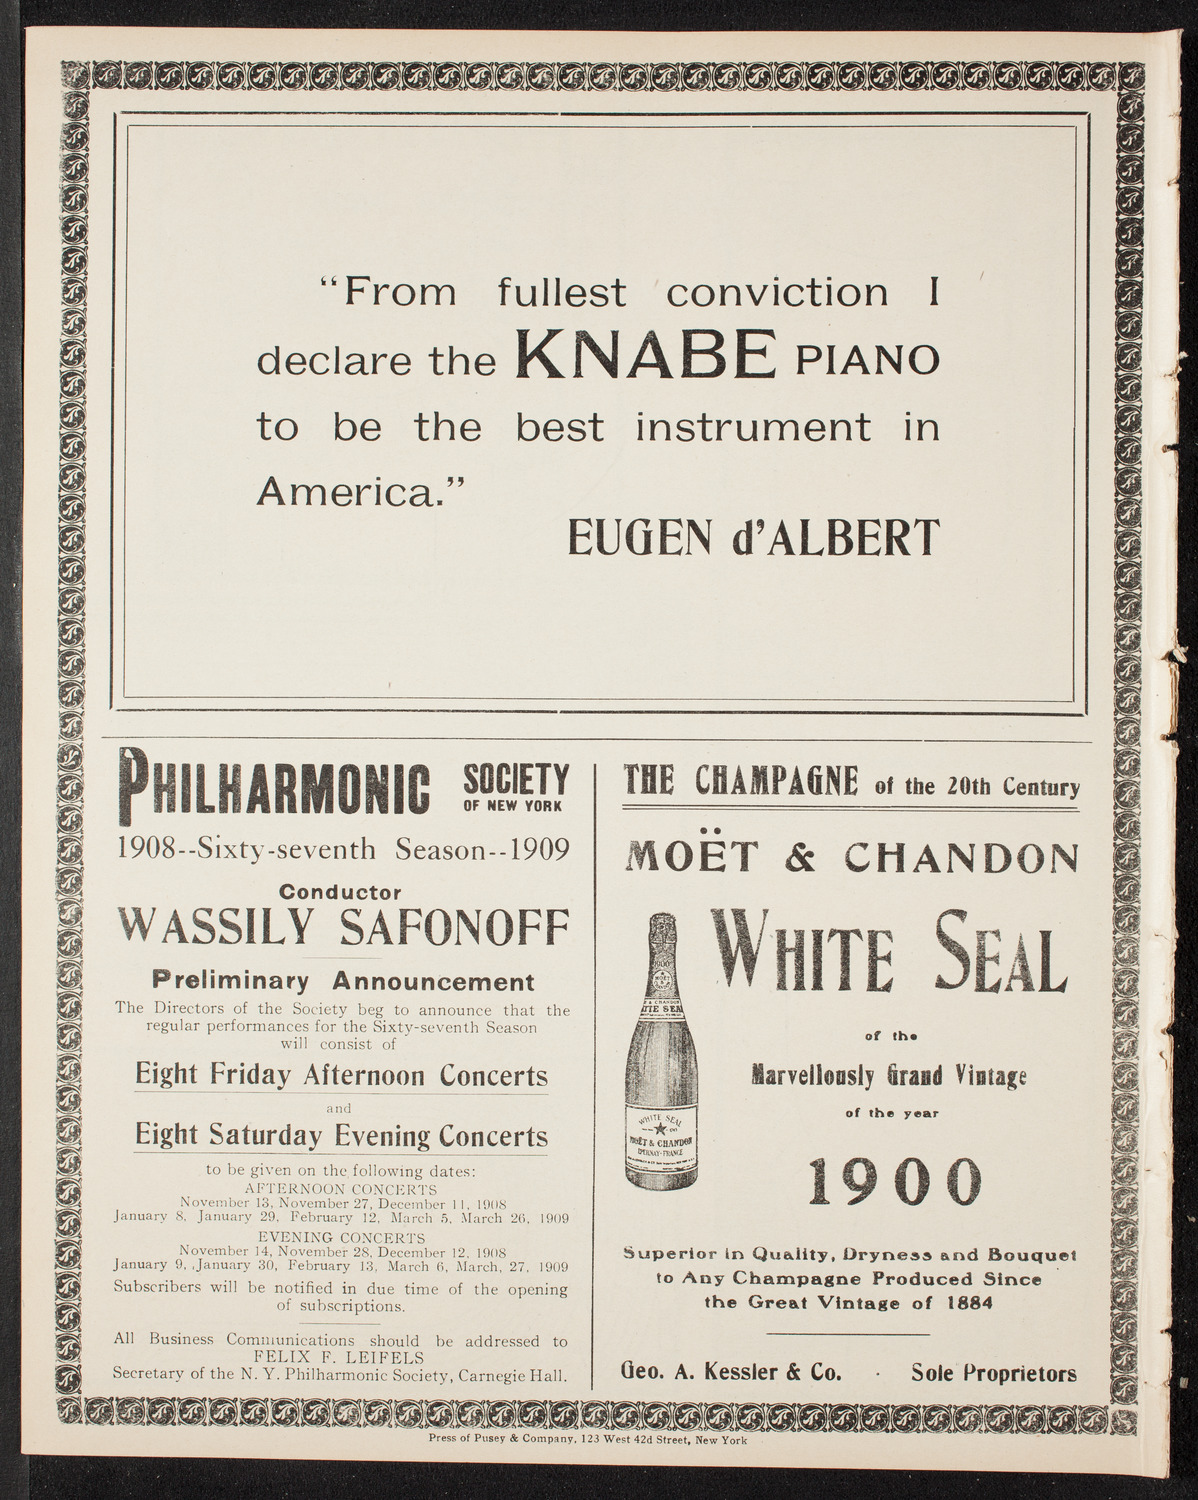 “From fullest conviction I
declare the KNABE PIANO
to be the best instrument in
America.”
EUGEN d’ALBERT
PHILHARMONIC SOCIETY
OF NEW YORK
1908--Sixty-seventh Season--1909
Conductor
WASSILY SAFONOFF
Preliminary Announcement
The Directors of the Society beg to announce that the
regular performances for the Sixty-seventh Season
will consist of
Eight Friday Afternoon Concerts
and
Eight Saturday Evening Concerts
to be given on the following dates:
AFTERNOON CONCERTS
November 13, November 27, December 11, 1908
January 8, January 29, February 12, March 5, March 26, 1909
EVENING CONCERTS
November 14, November 28, December 12, 1908
January 9, ,January 30, February 13, March 6, March, 27, 1909
Subscribers will be notified in due time of the opening
of subscriptions.
All Business Communications should be addressed to
FELIX F. LEIFELS
Secretary of the N. Y. Philharmonic Society, Carnegie Hall.
THE CHAMPAGNE of the 20th Century
MOËT & CHANDON
WHITE SEAL
of the
Marvellously Grand Vintage
of the year
1900
WHITE SEAL
MOËT & CHANDON
EPERNAY-FRANCE
Superior in Quality, Dryness and Bouquet
to Any Champagne Produced Since
the Great Vintage of 1884
Geo. A. Kessler & Co. · Sole Proprietors
Press of Pusey & Company, 123 West 42d Street, New York